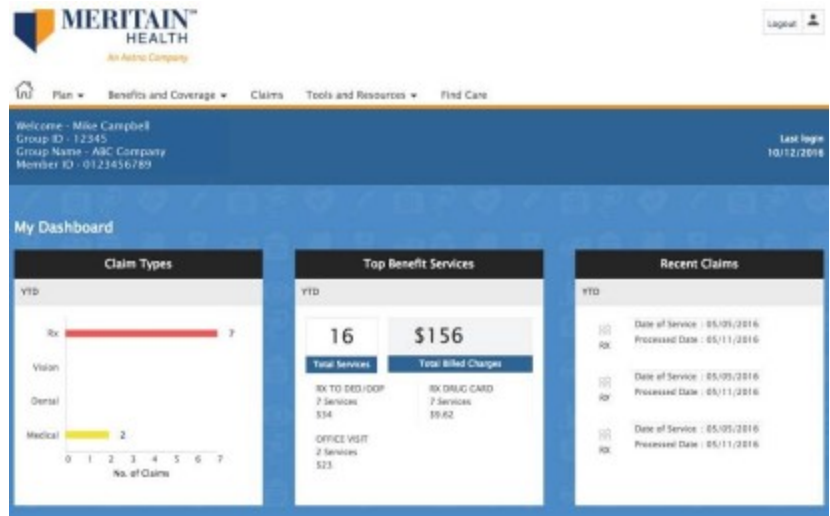 MERITAIN™
HEALTH
An Aetna Company
Logout
Plan
Benefits and Coverage
Claims
Tools and Resources
Find Care
Welcome - Mike Campbell
Group ID - 12345
Group Name - ABC Company
Member ID - 0123456789
Last login
10/12/2016
My Dashboard
Claim Types
YTD
Rx
7
Vision
Dental
Medical
2
0 1 2 3 4 5 6 7
No. of Claims
Top Benefit Services
YTD
16
Total Services
$156
Total Billed Charges
RX TO DED/OOP
7 Services
$34
RX DRUG CARD
7 Services
$9.62
OFFICE VISIT
2 Services
$23
Recent Claims
YTD
RX
Date of Service : 05/05/2016
Processed Date : 05/11/2016
RX
Date of Service : 05/05/2016
Processed Date : 05/11/2016
RX
Date of Service : 05/05/2016
Processed Date : 05/11/2016